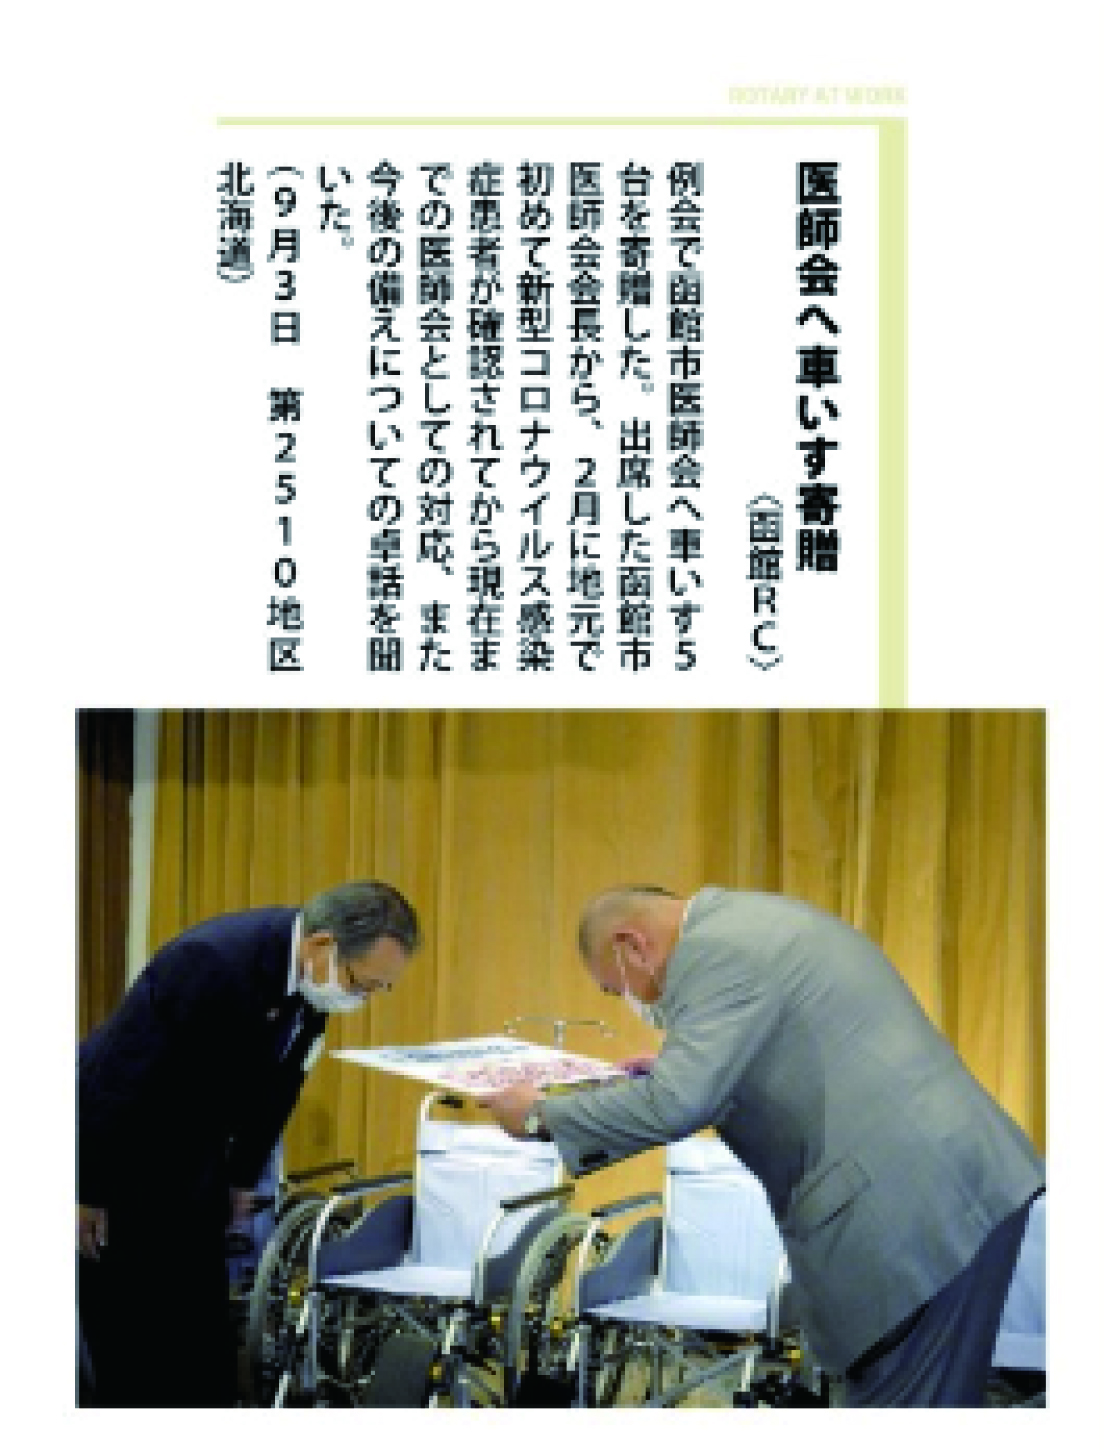 ROTARY AT WORK
医師会へ車いす寄贈
〈函館RC〉
例会で函館市医師会へ車いす5
台を寄贈した。出席した函館市
医師会会長から、2月に地元で
初めて新型コロナウイルス感染
症患者が確認されてから現在ま
での医師会としての対応、また
今後の備えについての卓話を聞
いた。
（9月3日　第2510地区
北海道）